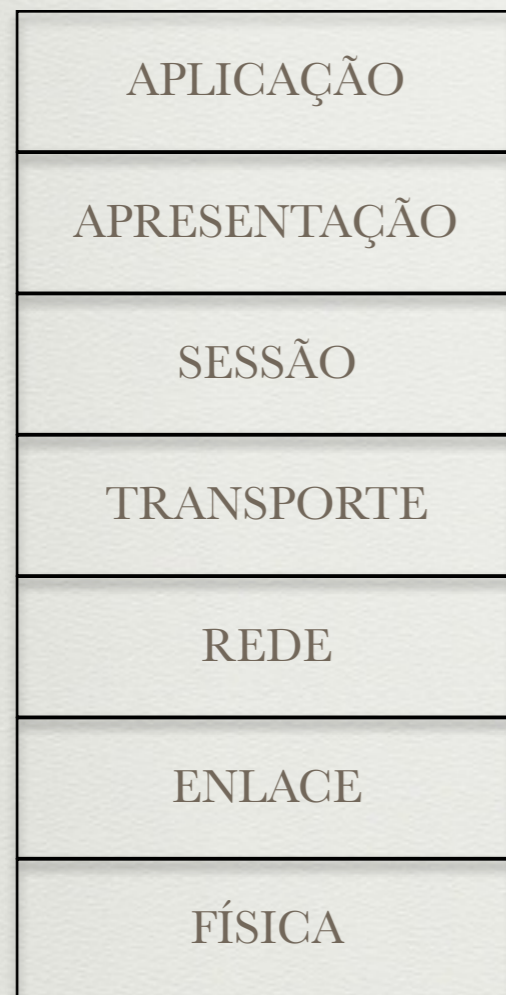 APLICAÇÃO
APRESENTAÇÃO
SESSÃO
TRANSPORTE
REDE
ENLACE
FÍSICA